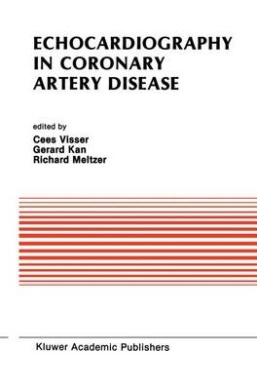 ECHOCARDIOGRAPHY
IN CORONARY
ARTERY DISEASE
edited by
Cees Visser
Gerard Kan
Richard Meltzer
Kluwer Academic Publishers